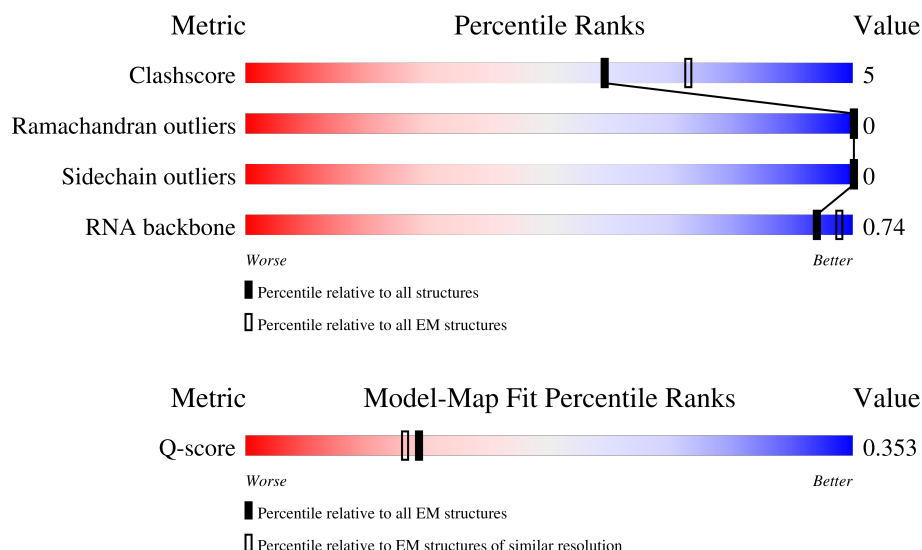 Metric Percentile Ranks Value
Clashscore 5
Ramachandran outliers 0
Sidechain outliers 0
RNA backbone 0.74
Worse Better
Percentile relative to all structures
Percentile relative to all EM structures
Metric Model-Map Fit Percentile Ranks Value
Q-score 0.353
Worse Better
Percentile relative to all EM structures
Percentile relative to EM structures of similar resolution